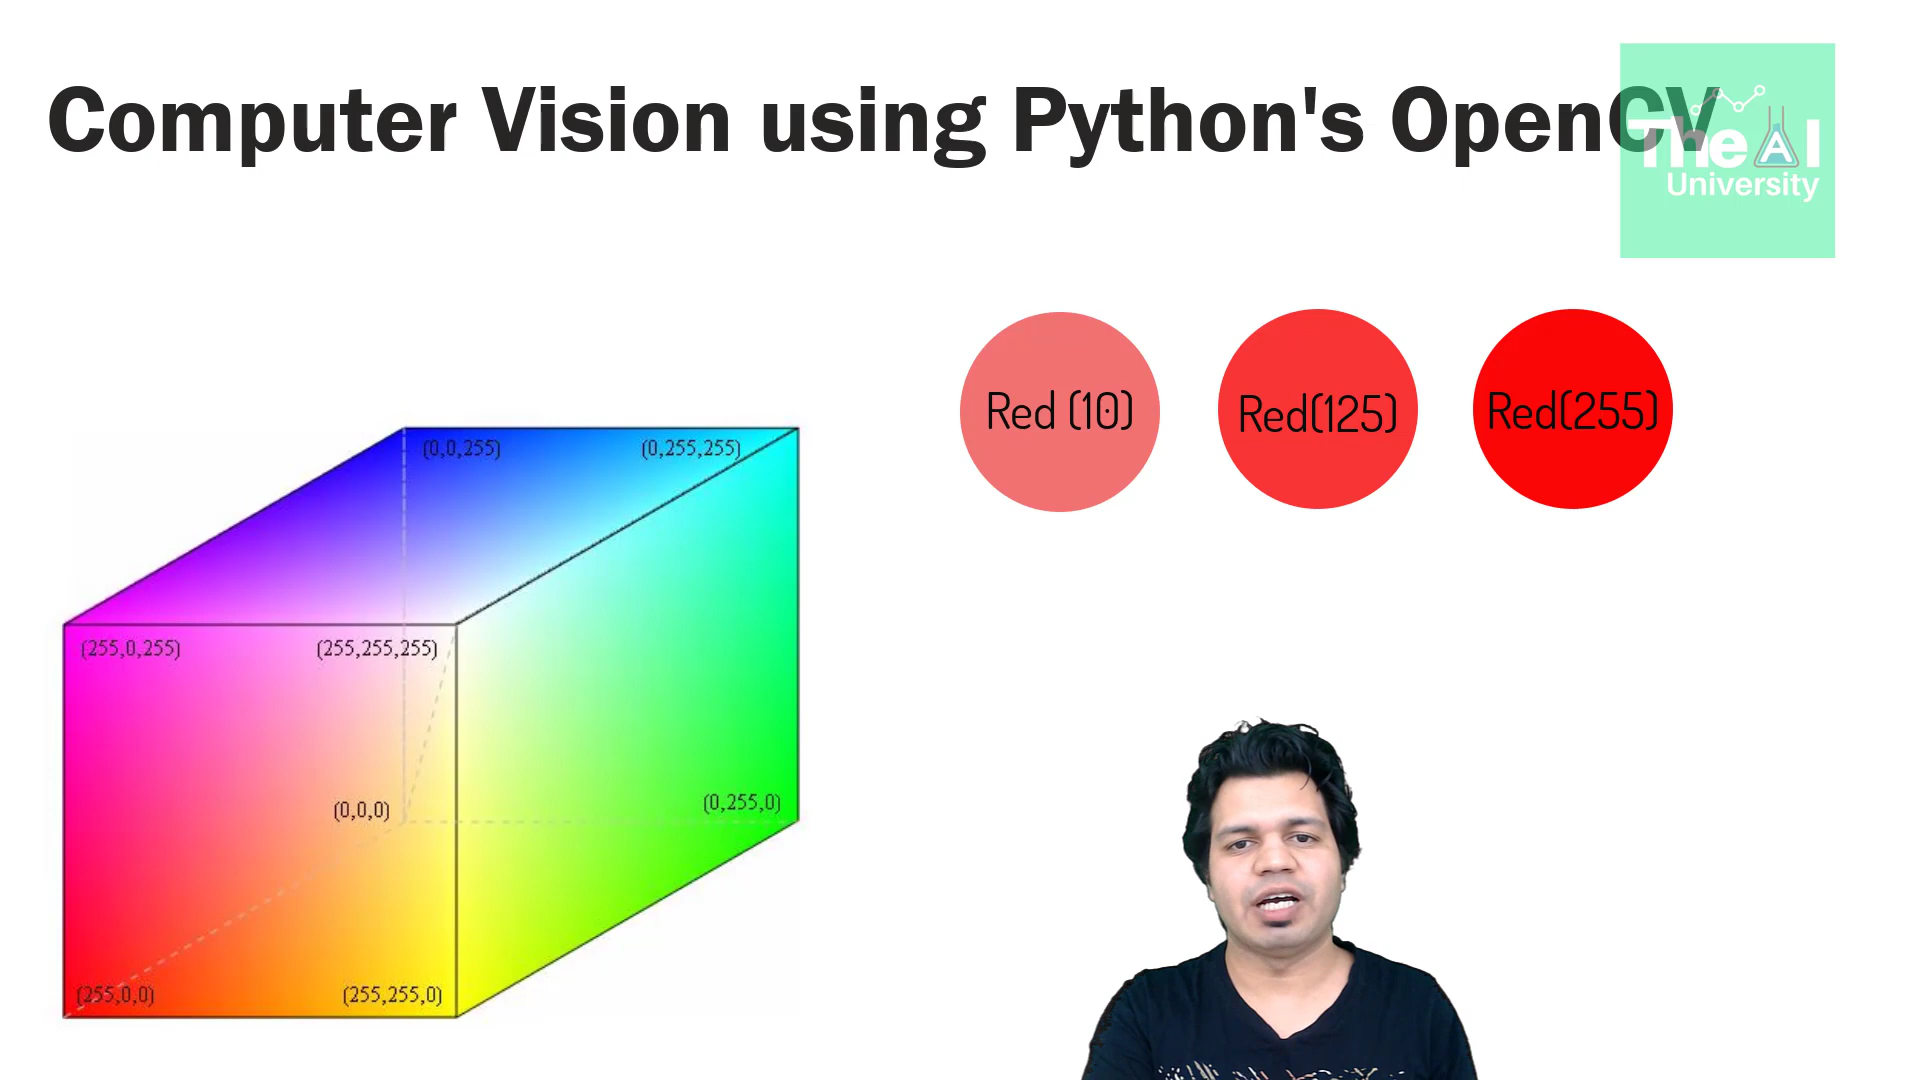 Computer Vision using Python's OpenCV
The AI
University
Red (10)
Red(125)
Red(255)
(0,0,255)
(0,255,255)
(255,0,255)
(255,255,255)
(0,0,0)
(0,255,0)
(255,0,0)
(255,255,0)